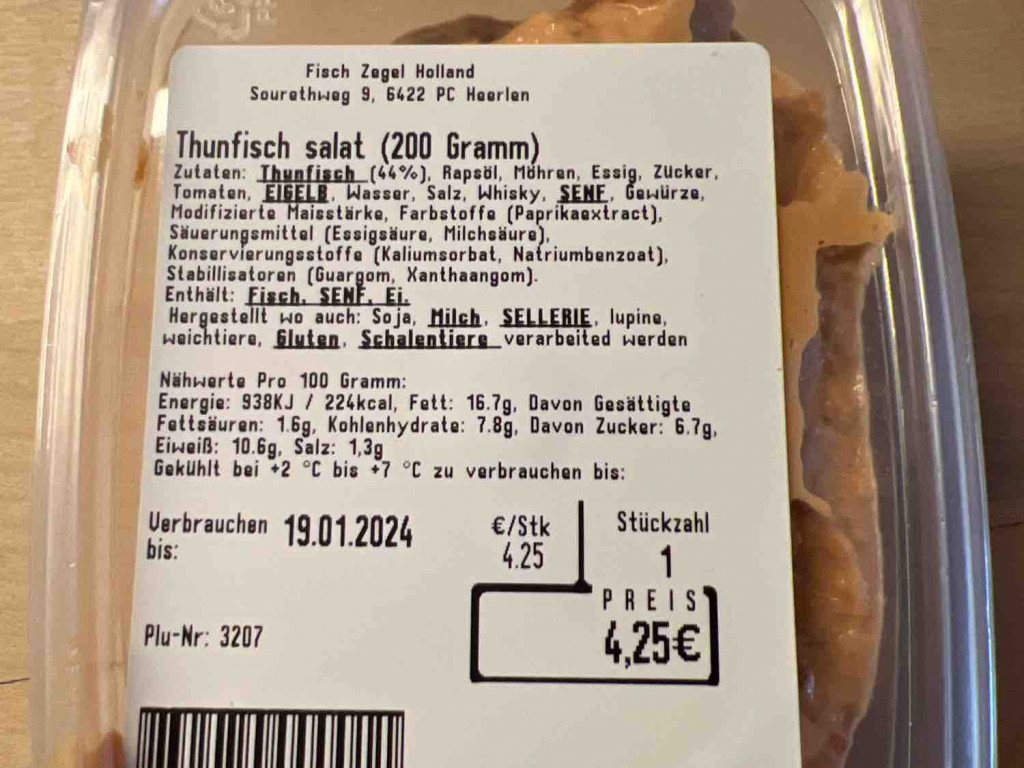 Fisch Zegel Holland
Sourethweg 9, 6422 PC Heerlen
Thunfisch salat (200 Gramm)
Zutaten: Thunfisch (44%), Rapsöl, Möhren, Essig, Zücker,
Tomaten, EIGELB, Wasser, Salz, Whisky, SENF, Gewürze,
Modifizierte Maisstärke, Farbstoffe (Paprikaextract),
Säuerungsmittel (Essigsäure, Milchsäure),
Konservierungsstoffe (Kaliumsorbat, Natriumbenzoat),
Stabillisatoren (Guargom, Xanthaangom).
Enthält: Fisch, SENF, Ei.
Hergestellt wo auch: Soja, Milch, SELLERIE, lupine,
weichtiere, Gluten, Schalentiere verarbeited werden
Nähwerte Pro 100 Gramm:
Energie: 938KJ / 224kcal, Fett: 16.7g, Davon Gesättigte
Fettsäuren: 1.6g, Kohlenhydrate: 7.8g, Davon Zucker: 6.7g,
Eiweiß: 10.6g, Salz: 1,3g
Gekühlt bei +2 °C bis +7 °C zu verbrauchen bis:
Verbrauchen bis: 19.01.2024
€/Stk
4.25
Stückzahl
1
PREIS
4,25€
Plu-Nr: 3207